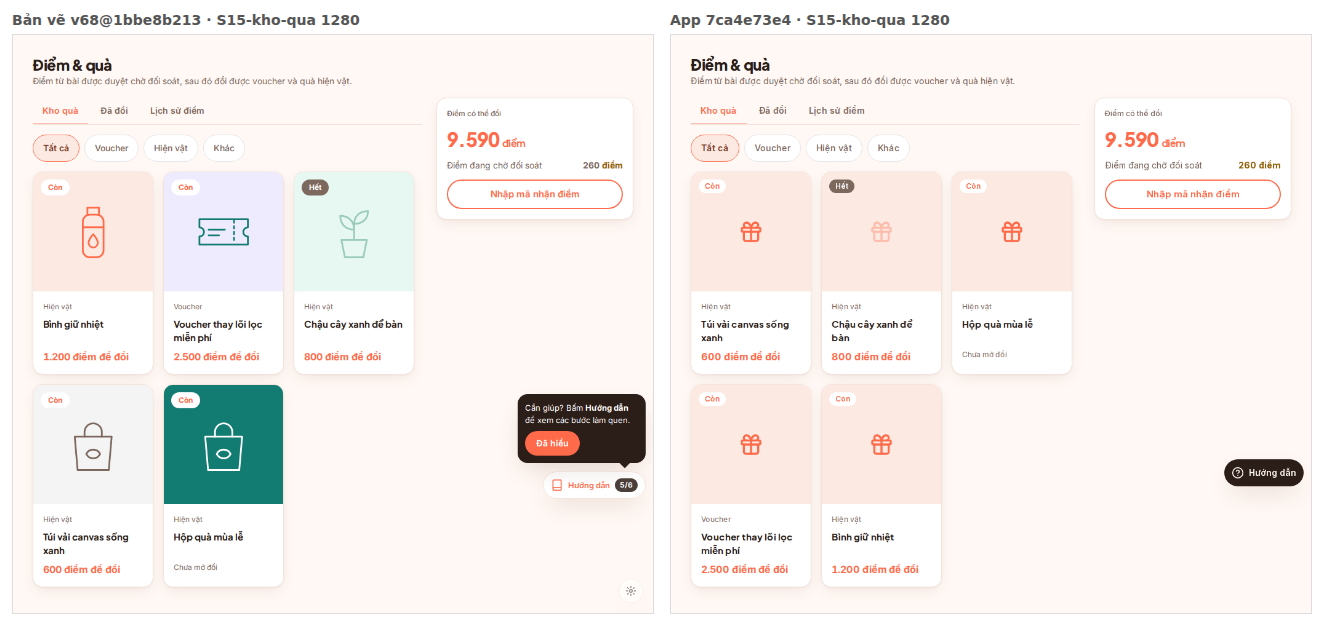 Bản vẽ v68@1bbe8b213 · S15-kho-qua 1280
Điểm & quà
Điểm từ bài được duyệt chờ đối soát, sau đó đổi được voucher và quà hiện vật.
Kho quà
Đã đổi
Lịch sử điểm
Tất cả
Voucher
Hiện vật
Khác
Còn
Hiện vật
Bình giữ nhiệt
1.200 điểm để đổi
Còn
Voucher
Voucher thay lõi lọc
miễn phí
2.500 điểm để đổi
Hết
Hiện vật
Chậu cây xanh để bàn
800 điểm để đổi
Còn
Hiện vật
Túi vải canvas sống
xanh
600 điểm để đổi
Còn
Hiện vật
Hộp quà mùa lễ
Chưa mở đổi
Điểm có thể đổi
9.590 điểm
Điểm đang chờ đối soát 260 điểm
Nhập mã nhận điểm
Cần giúp? Bấm Hướng dẫn
để xem các bước làm quen.
Đã hiểu
Hướng dẫn 5/6
App 7ca4e73e4 · S15-kho-qua 1280
Điểm & quà
Điểm từ bài được duyệt chờ đối soát, sau đó đổi được voucher và quà hiện vật.
Kho quà
Đã đổi
Lịch sử điểm
Tất cả
Voucher
Hiện vật
Khác
Còn
Hiện vật
Túi vải canvas sống
xanh
600 điểm để đổi
Hết
Hiện vật
Chậu cây xanh để
bàn
800 điểm để đổi
Còn
Hiện vật
Hộp quà mùa lễ
Chưa mở đổi
Còn
Voucher
Voucher thay lõi lọc
miễn phí
2.500 điểm để đổi
Còn
Hiện vật
Bình giữ nhiệt
1.200 điểm để đổi
Điểm có thể đổi
9.590 điểm
Điểm đang chờ đối soát 260 điểm
Nhập mã nhận điểm
Hướng dẫn